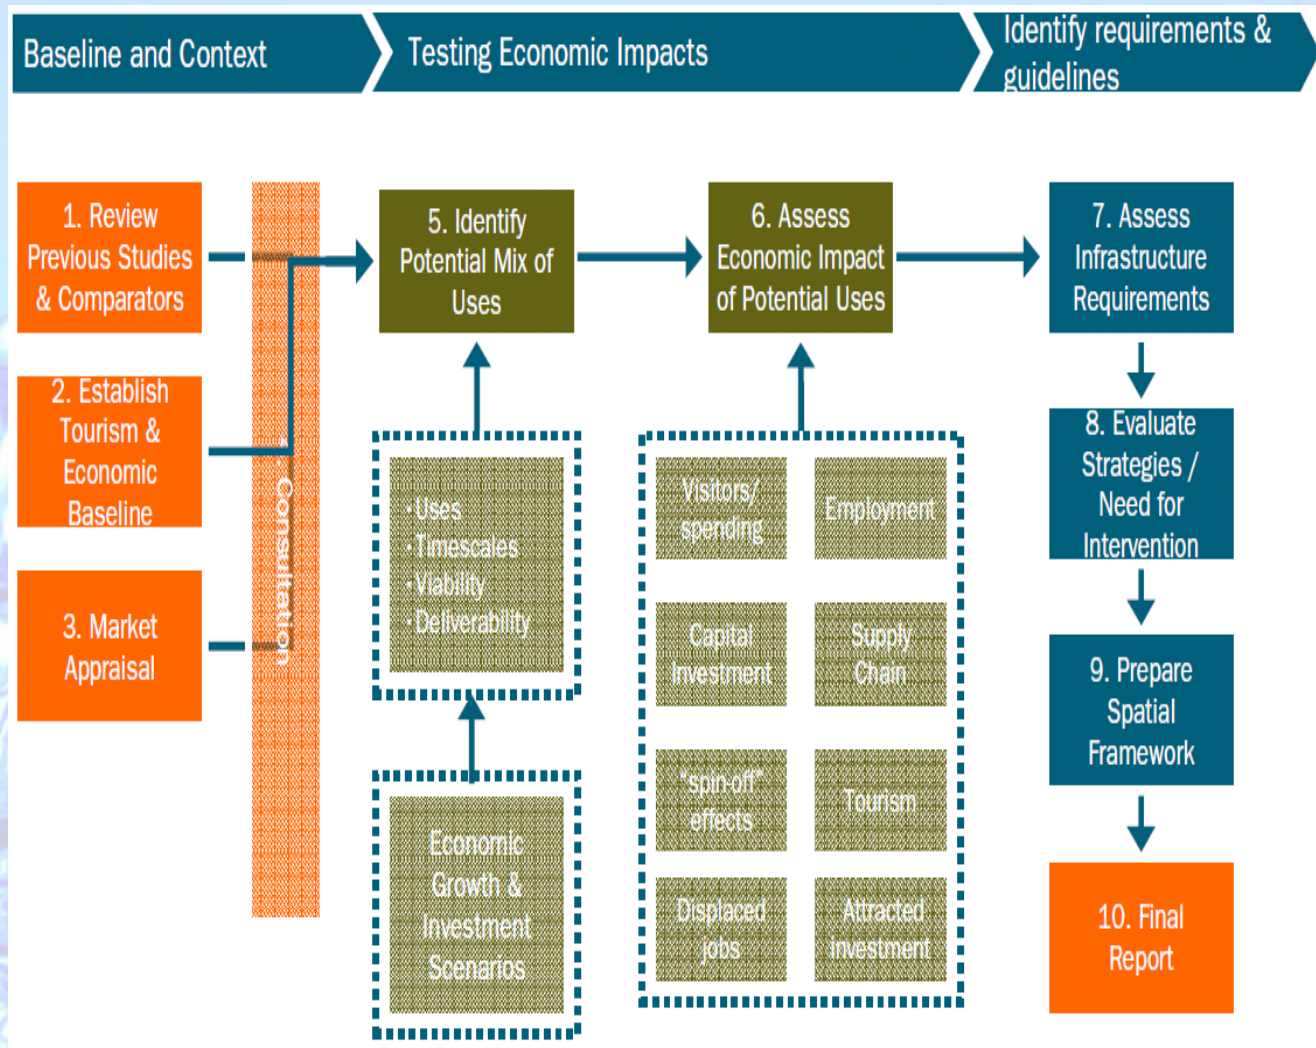 Baseline and Context
Testing Economic Impacts
Identify requirements &
guidelines
1. Review
Previous Studies
& Comparators
2. Establish
Tourism &
Economic
Baseline
3. Market
Appraisal
Consultation
5. Identify
Potential Mix of
Uses
• Uses
• Timescales
• Viability
• Deliverability
Economic
Growth &
Investment
Scenarios
6. Assess
Economic Impact
of Potential Uses
Visitors/
spending
Employment
Capital
Investment
Supply
Chain
"spin-off"
effects
Tourism
Displaced
jobs
Attracted
investment
7. Assess
Infrastructure
Requirements
8. Evaluate
Strategies /
Need for
Intervention
9. Prepare
Spatial
Framework
10. Final
Report